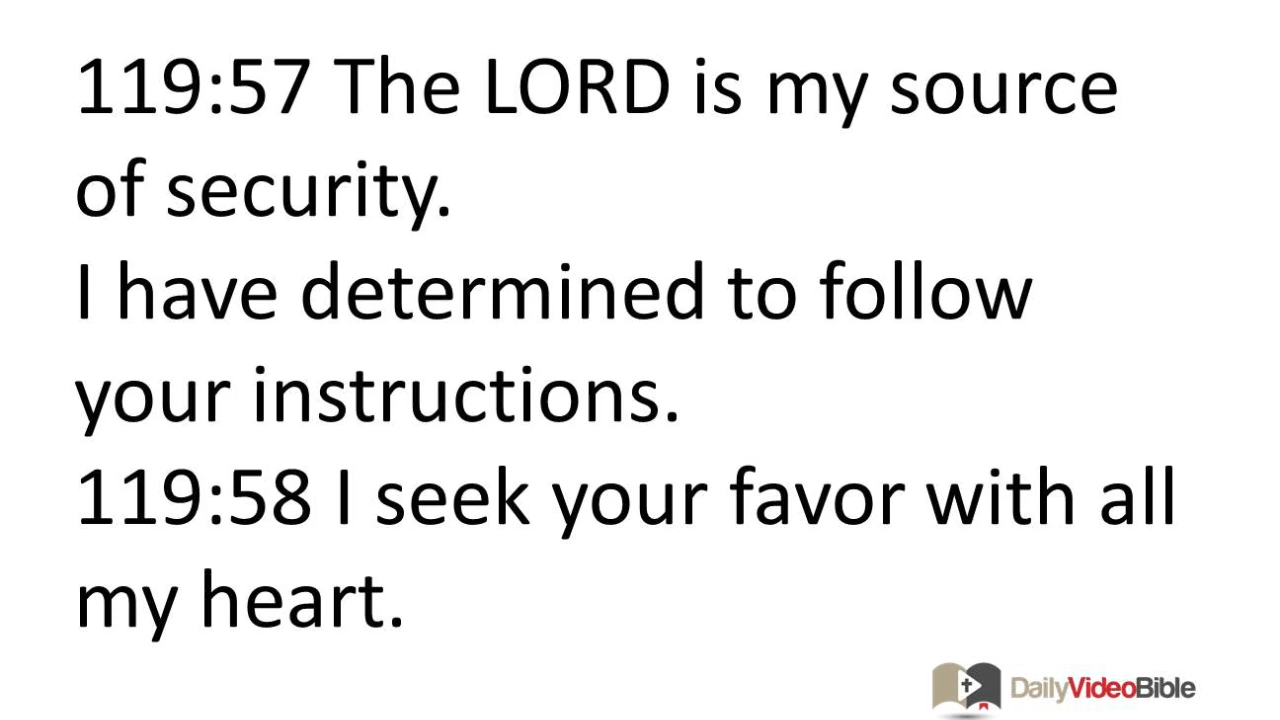 119:57 The LORD is my source
of security.
I have determined to follow
your instructions.
119:58 I seek your favor with all
my heart.
DailyVideoBible